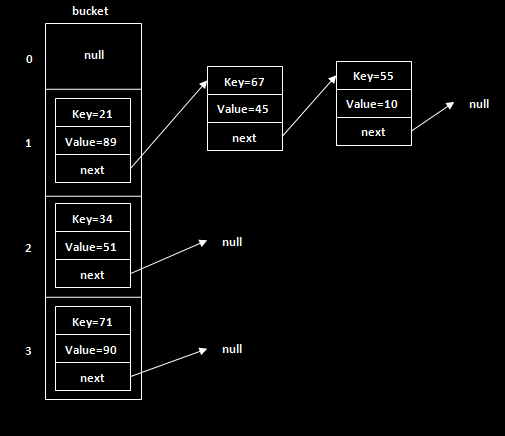 bucket
0
null
1
Key=21
Value=89
next
Key=67
Value=45
next
Key=55
Value=10
next
null
2
Key=34
Value=51
next
null
3
Key=71
Value=90
next
null